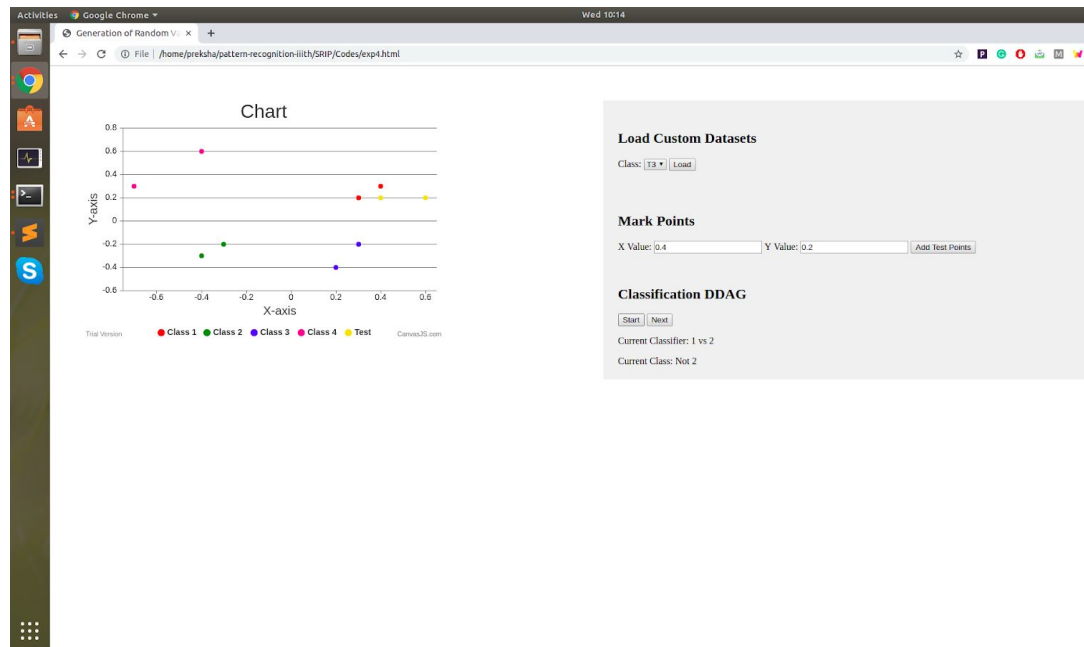 Activities Google Chrome ▾ Wed 10:14
Generation of Random V × +
File | /home/preksha/pattern-recognition-iiith/SRIP/Codes/exp4.html
Chart
0.8
0.6
0.4
0.2
0
-0.2
-0.4
-0.6
Y-axis
-0.6 -0.4 -0.2 0 0.2 0.4 0.6
X-axis
Trial Version Class 1 Class 2 Class 3 Class 4 Test CanvasJS.com
Load Custom Datasets
Class: T3 ▾ Load
Mark Points
X Value: 0.4 Y Value: 0.2 Add Test Points
Classification DDAG
Start Next
Current Classifier: 1 vs 2
Current Class: Not 2